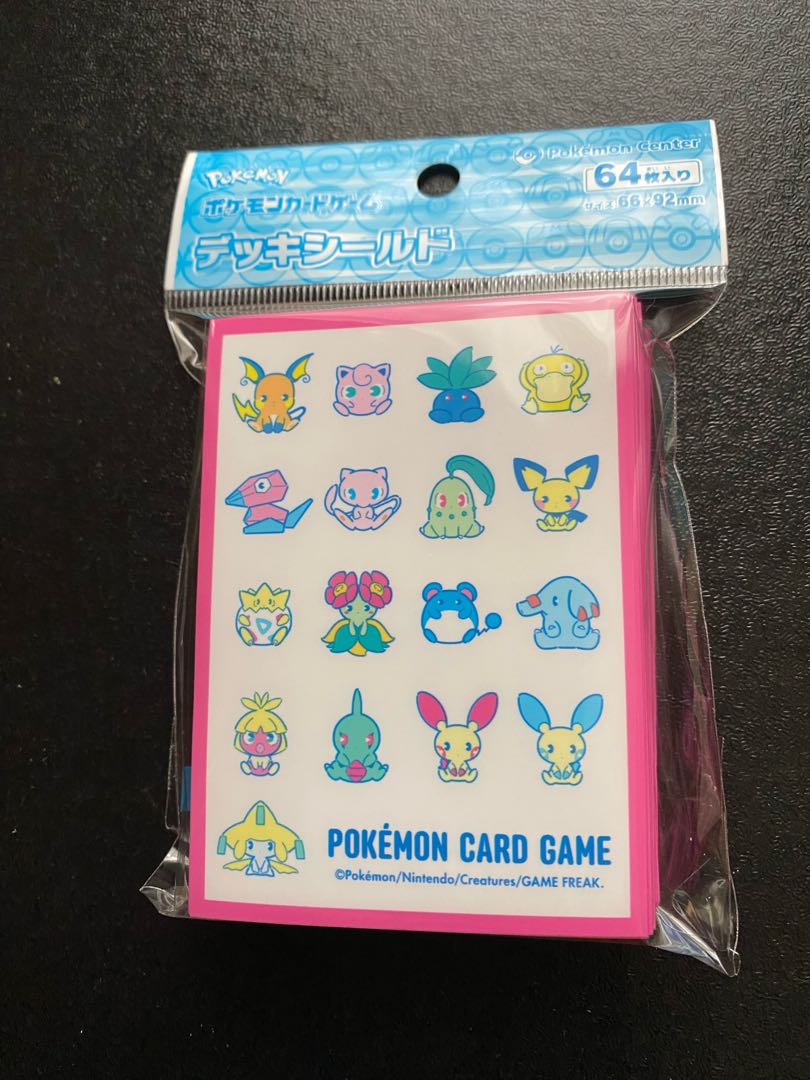 Pokémon Center
POKÉMON
64枚入り
ポケモンカードゲーム
サイズ:66×92mm
デッキシールド
POKÉMON CARD GAME
©Pokémon/Nintendo/Creatures/GAME FREAK.